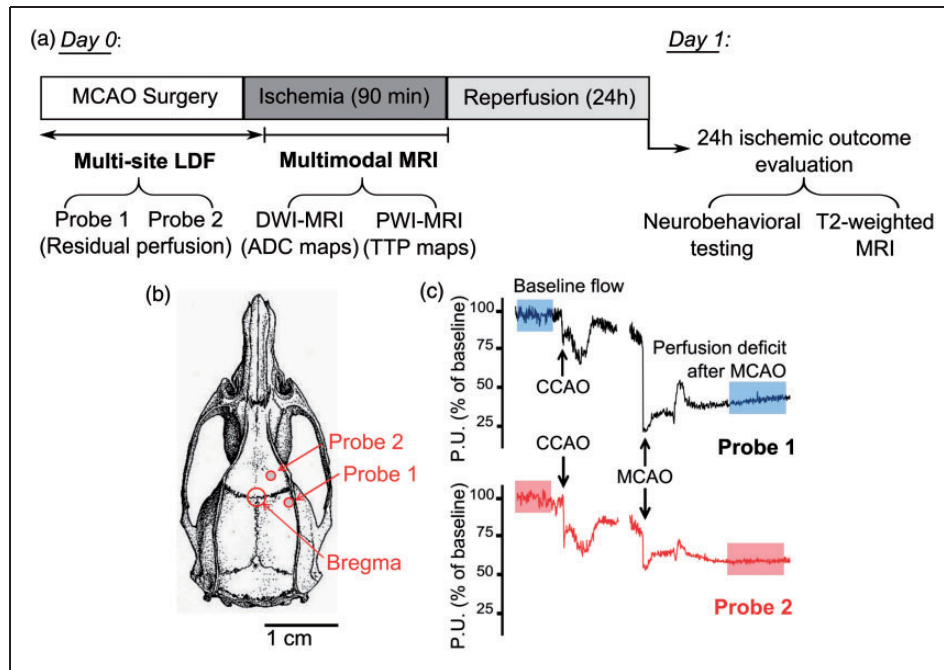 (a) Day 0:
Day 1:
MCAO Surgery
Ischemia (90 min)
Reperfusion (24h)
Multi-site LDF
Multimodal MRI
24h ischemic outcome
evaluation
Probe 1
Probe 2
(Residual perfusion)
DWI-MRI
(ADC maps)
PWI-MRI
(TTP maps)
Neurobehavioral
testing
T2-weighted
MRI
(b)
Probe 2
Probe 1
Bregma
1 cm
(c)
Baseline flow
P.U. (% of baseline)
100
75
50
25
CCAO
Perfusion deficit
after MCAO
Probe 1
CCAO
MCAO
P.U. (% of baseline)
100
75
50
25
Probe 2